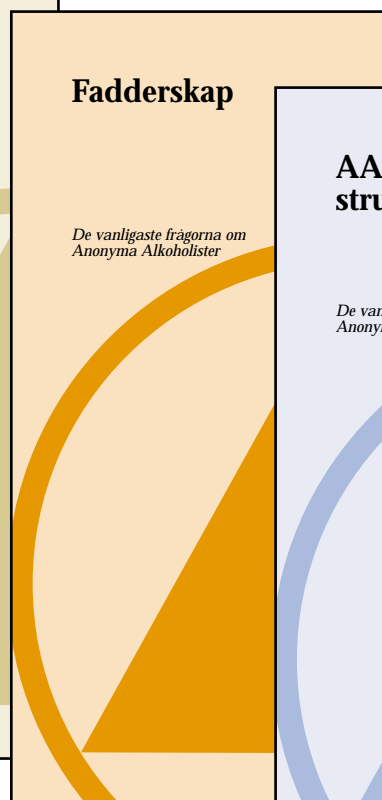 Fadderskap
De vanligaste frågorna om
Anonyma Alkoholister
AA
stru
De van
Anony